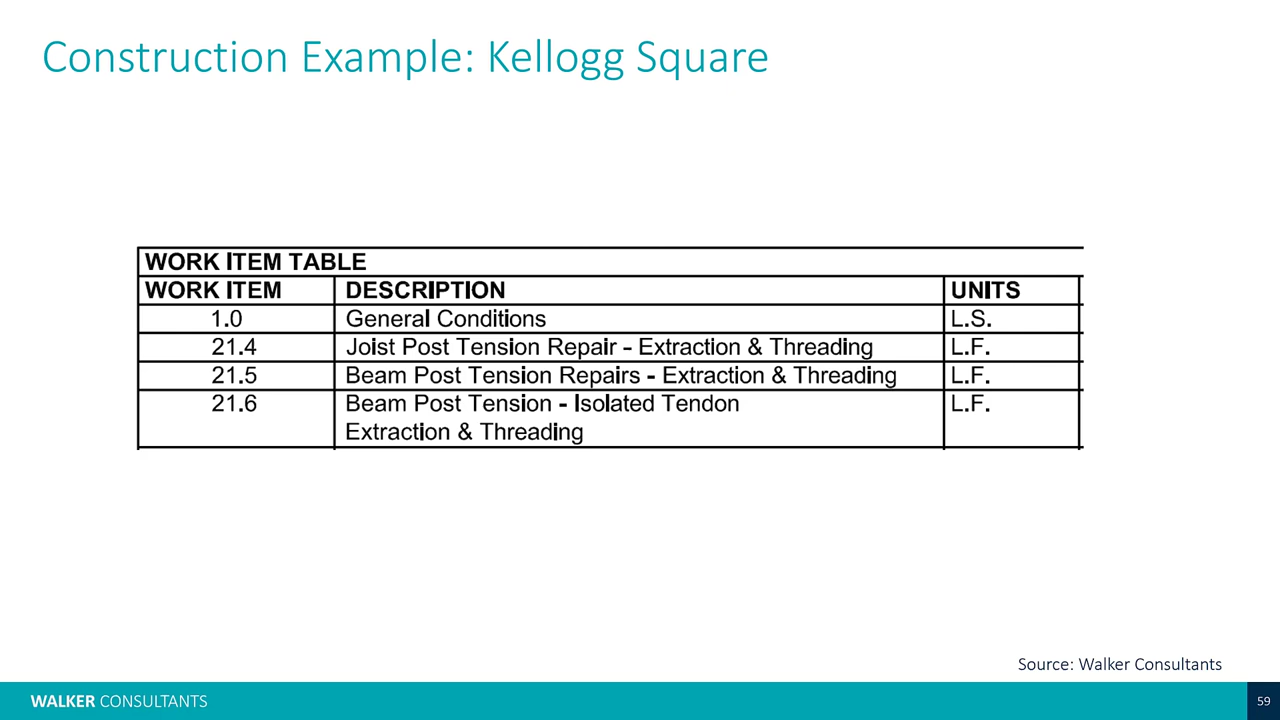 Construction Example: Kellogg Square
WORK ITEM TABLE
WORK ITEM DESCRIPTION UNITS
1.0 General Conditions L.S.
21.4 Joist Post Tension Repair - Extraction & Threading L.F.
21.5 Beam Post Tension Repairs - Extraction & Threading L.F.
21.6 Beam Post Tension - Isolated Tendon L.F.
Extraction & Threading
Source: Walker Consultants
WALKER CONSULTANTS 59